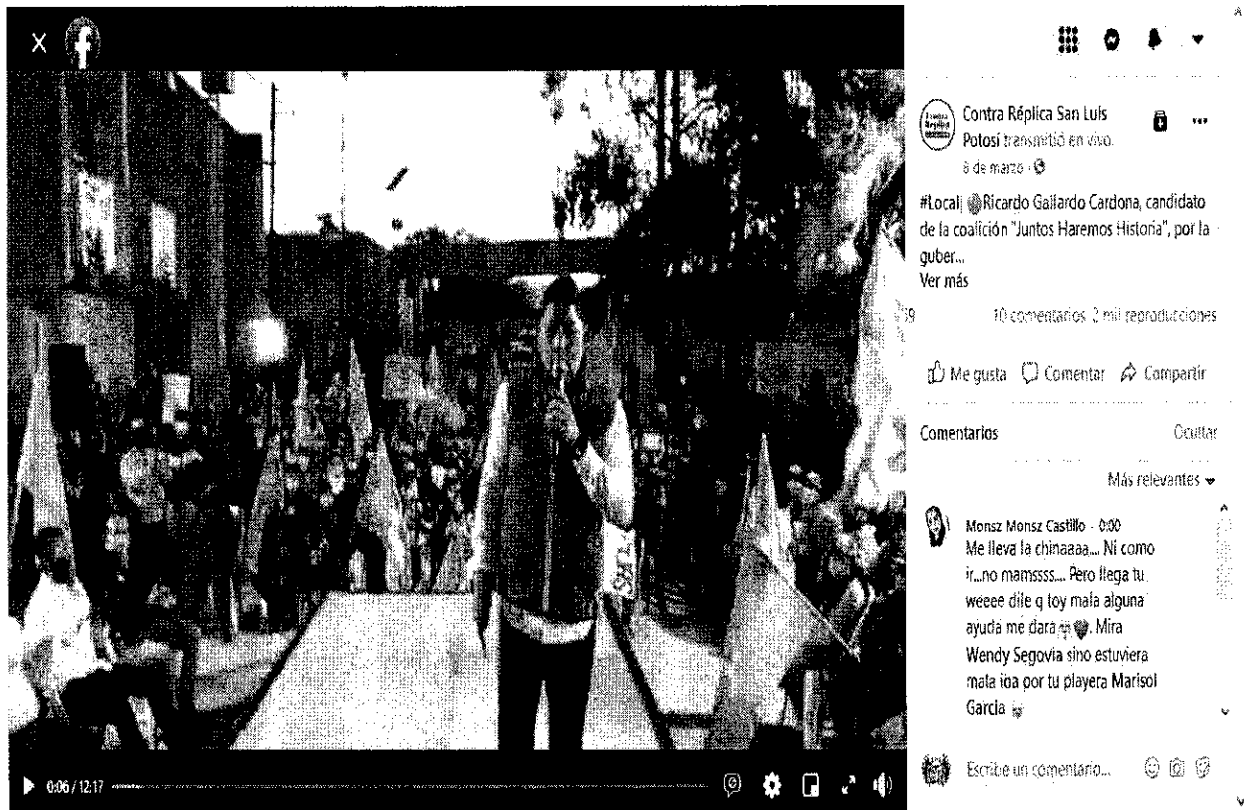 Contra Réplica San Luis
Potosí transmitió en vivo.
8 de marzo
#Local| Ricardo Gallardo Cardona, candidato
de la coalición "Juntos Haremos Historia", por la
guber...
Ver más
59
10 comentarios 2 mil reproducciones
Me gusta Comentar Compartir
Comentarios Ocultar
Más relevantes
Monsz Monsz Castillo · 0:00
Me lleva la chinaaaa... Ni como
ir...no mamssss.... Pero llega tu
weeee dile q toy mala alguna
ayuda me dara. Mira
Wendy Segovia sino estuviera
mala ioa por tu playera Marisol
Garcia
Escribe un comentario...
0:06 / 12:17